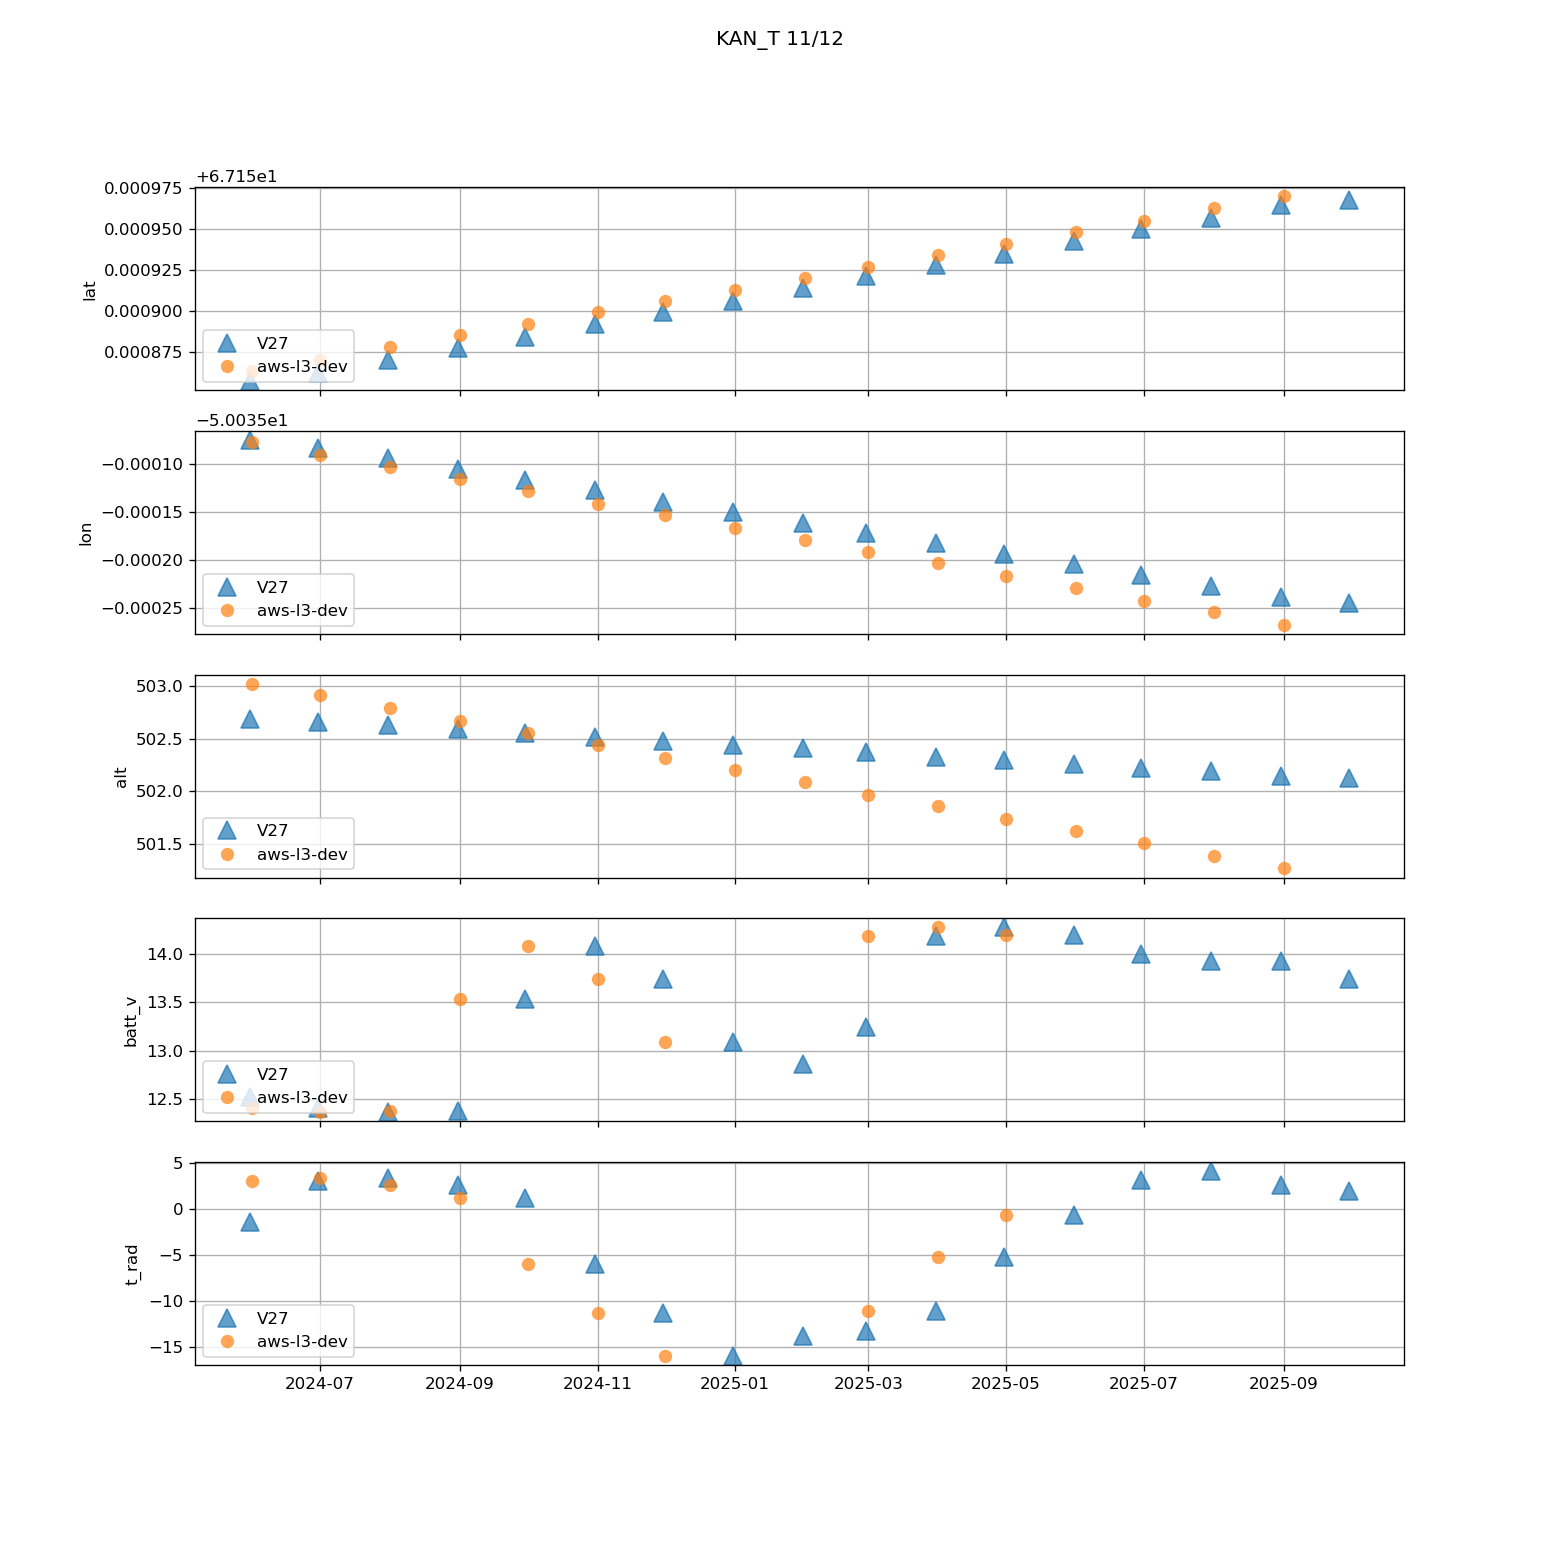 KAN_T 11/12
+6.715e1
0.000975
0.000950
0.000925
0.000900
0.000875
lat
V27
aws-l3-dev
−5.0035e1
−0.00010
−0.00015
−0.00020
−0.00025
lon
V27
aws-l3-dev
503.0
502.5
502.0
501.5
alt
V27
aws-l3-dev
14.0
13.5
13.0
12.5
batt_v
V27
aws-l3-dev
5
0
−5
−10
−15
t_rad
V27
aws-l3-dev
2024-07 2024-09 2024-11 2025-01 2025-03 2025-05 2025-07 2025-09